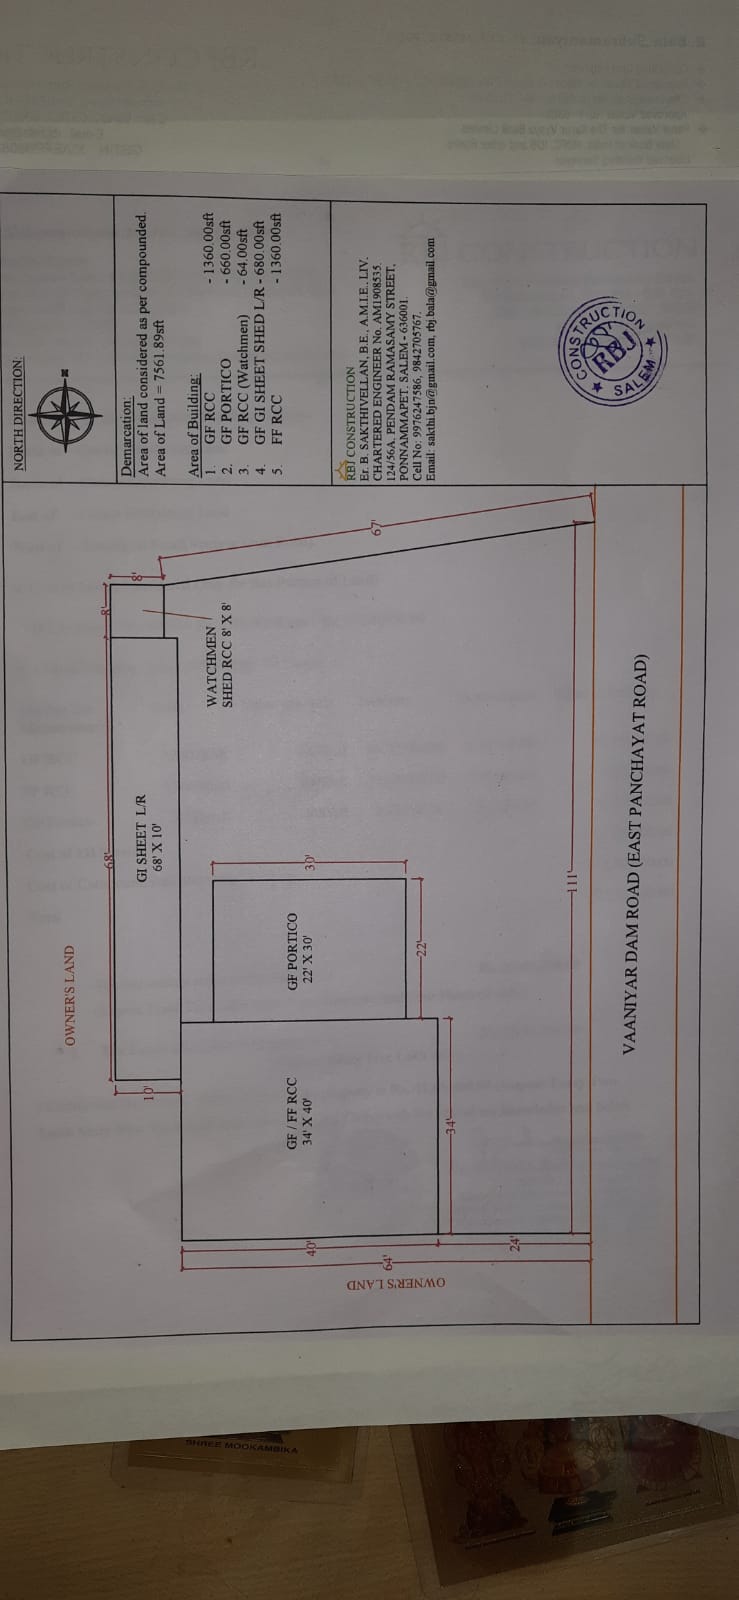 OWNER'S LAND
68'
8'
10'
GI SHEET L/R
68' X 10'
8'
WATCHMEN
SHED RCC 8' X 8'
GF / FF RCC
34' X 40'
GF PORTICO
22' X 30'
30'
40'
64'
OWNER'S LAND
67'
22'
34'
24'
111'
VAANIYAR DAM ROAD (EAST PANCHAYAT ROAD)
NORTH DIRECTION:
N
Demarcation:
Area of land considered as per compounded.
Area of Land = 7561.89sft
Area of Building:
1. GF RCC - 1360.00sft
2. GF PORTICO - 660.00sft
3. GF RCC (Watchmen) - 64.00sft
4. GF GI SHEET SHED L/R - 680.00sft
5. FF RCC - 1360.00sft
RBJ CONSTRUCTION
Er. B. SAKTHIVELLAN, B.E., A.M.I.E., LIV.
CHARTERED ENGINEER No. AM1908535.
124/56A, PENDAM RAMASAMY STREET,
PONNAMMAPET, SALEM - 636001.
Cell No: 9976247586, 9842705767.
Email: sakthi.bjn@gmail.com, rbj.bala@gmail.com
CONSTRUCTION
RBJ
SALEM
SHREE MOOKAMBIKA